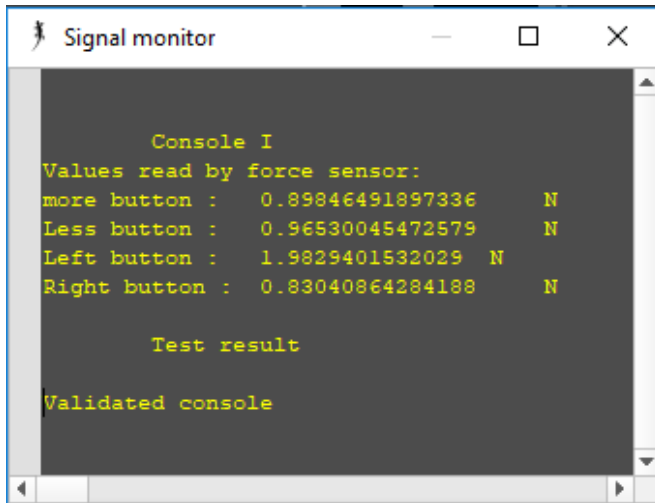 Signal monitor
Console I
Values read by force sensor:
more button :   0.89846491897336      N
Less button :   0.96530045472579      N
Left button :   1.9829401532029  N
Right button :  0.83040864284188      N
Test result
Validated console